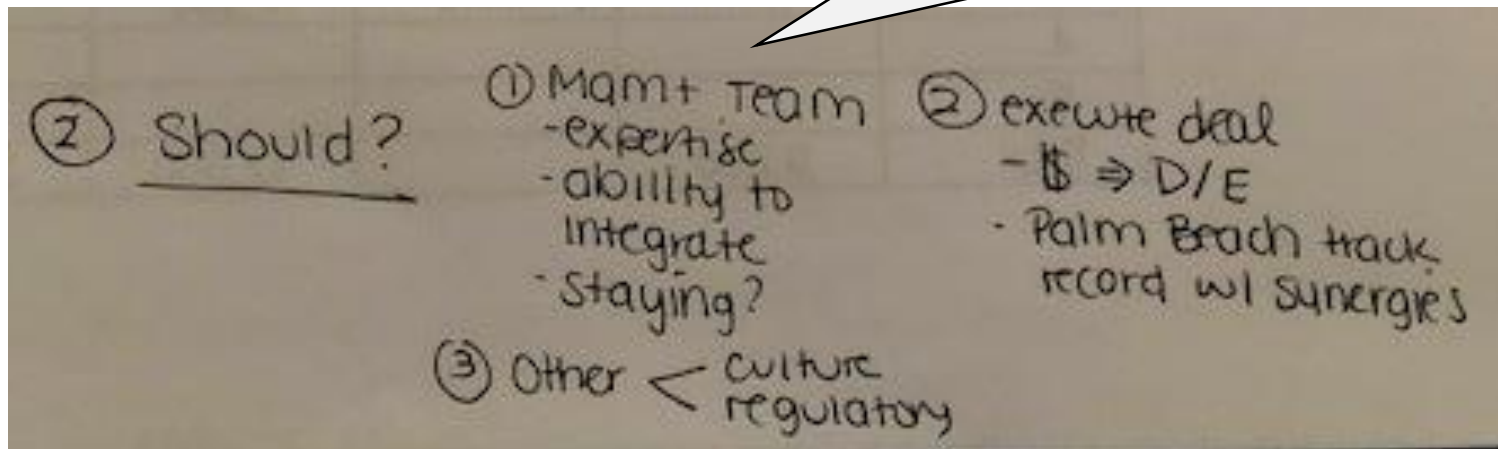 ② Should?
① Mgmt Team
-expertise
-ability to
integrate
-staying?
② execute deal
- $ ⇒ D/E
- Palm Beach track
record w/ synergies
③ Other < culture
regulatory